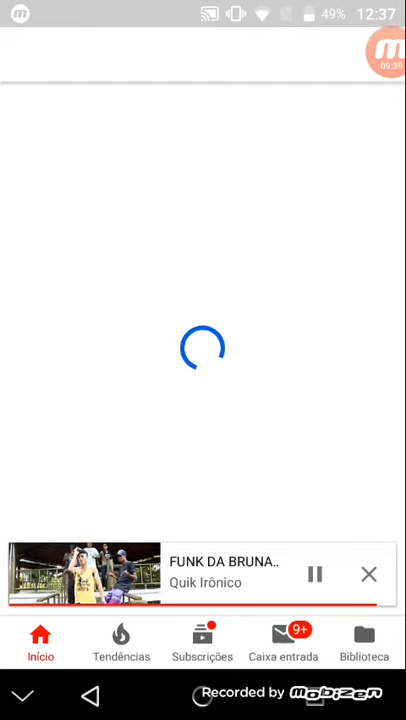 49% 12:37
09:39
FUNK DA BRUNA..
Quik Irônico
9+
Início Tendências Subscrições Caixa entrada Biblioteca
Recorded by mobizen